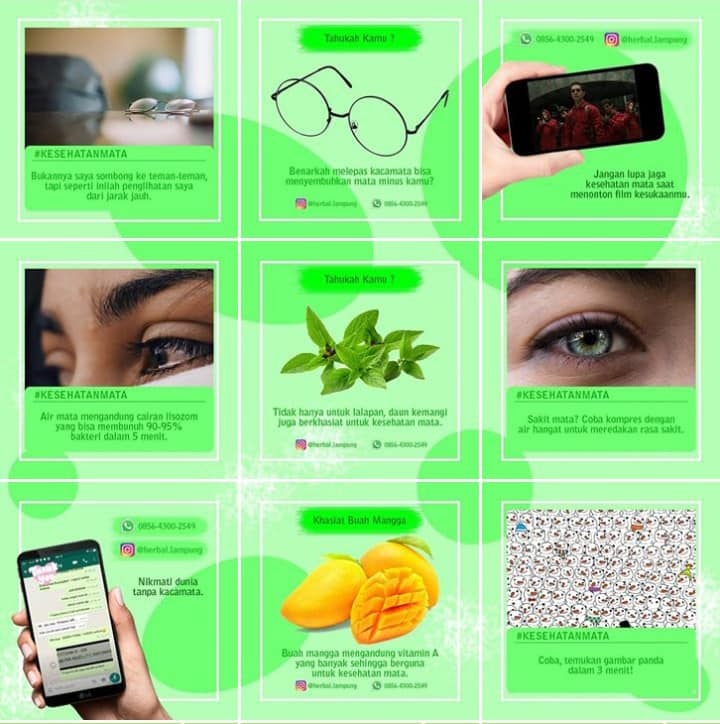 #KESEHATANMATA
Bukannya saya sombong ke teman-teman,
tapi seperti inilah penglihatan saya
dari jarak jauh.
Tahukah Kamu ?
Benarkah melepas kacamata bisa
menyembuhkan mata minus kamu?
@herbal.lampung 0856-4300-2549
0856-4300-2549 @herbal.lampung
Jangan lupa jaga
kesehatan mata saat
menonton film kesukaanmu.
#KESEHATANMATA
Air mata mengandung cairan lisozom
yang bisa membunuh 90-95%
bakteri dalam 5 menit.
Tahukah Kamu ?
Tidak hanya untuk lalapan, daun kemangi
juga berkhasiat untuk kesehatan mata.
@herbal.lampung 0856-4300-2549
#KESEHATANMATA
Sakit mata? Coba kompres dengan
air hangat untuk meredakan rasa sakit.
0856-4300-2549
@herbal.lampung
Nikmati dunia
tanpa kacamata.
LG
Khasiat Buah Mangga
Buah mangga mengandung vitamin A
yang banyak sehingga berguna
untuk kesehatan mata.
@herbal.lampung 0856-4300-2549
#KESEHATANMATA
Coba, temukan gambar panda
dalam 3 menit!